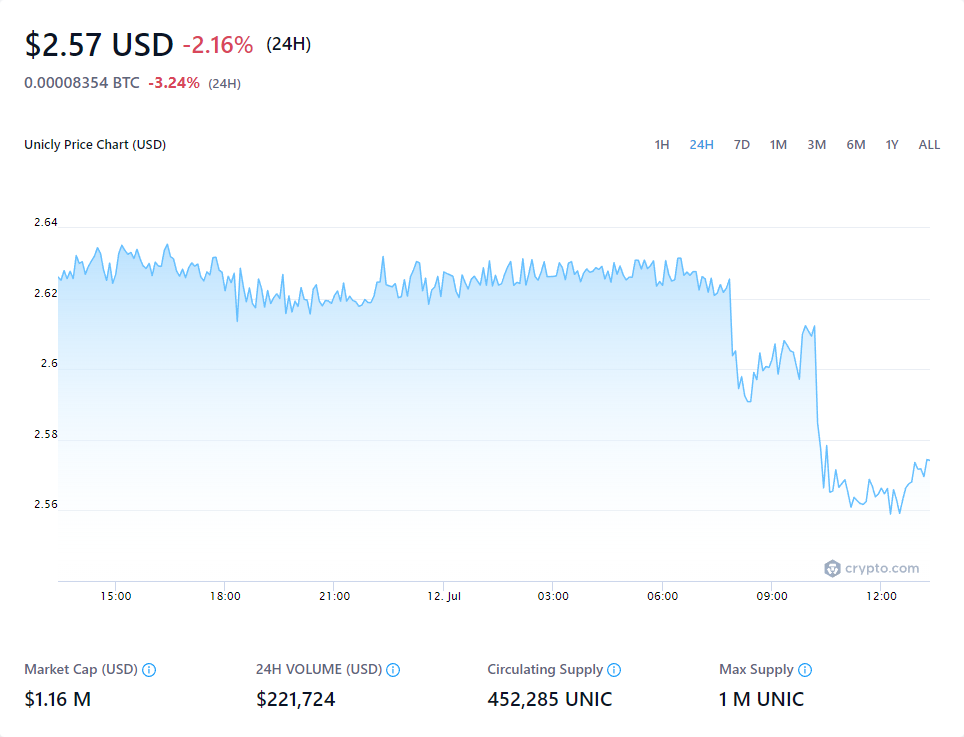 $2.57 USD -2.16% (24H)
0.00008354 BTC -3.24% (24H)
Unicly Price Chart (USD) 1H 24H 7D 1M 3M 6M 1Y ALL
2.64
2.62
2.6
2.58
2.56
crypto.com
15:00 18:00 21:00 12. Jul 03:00 06:00 09:00 12:00
Market Cap (USD) 24H VOLUME (USD) Circulating Supply Max Supply
$1.16 M $221,724 452,285 UNIC 1 M UNIC